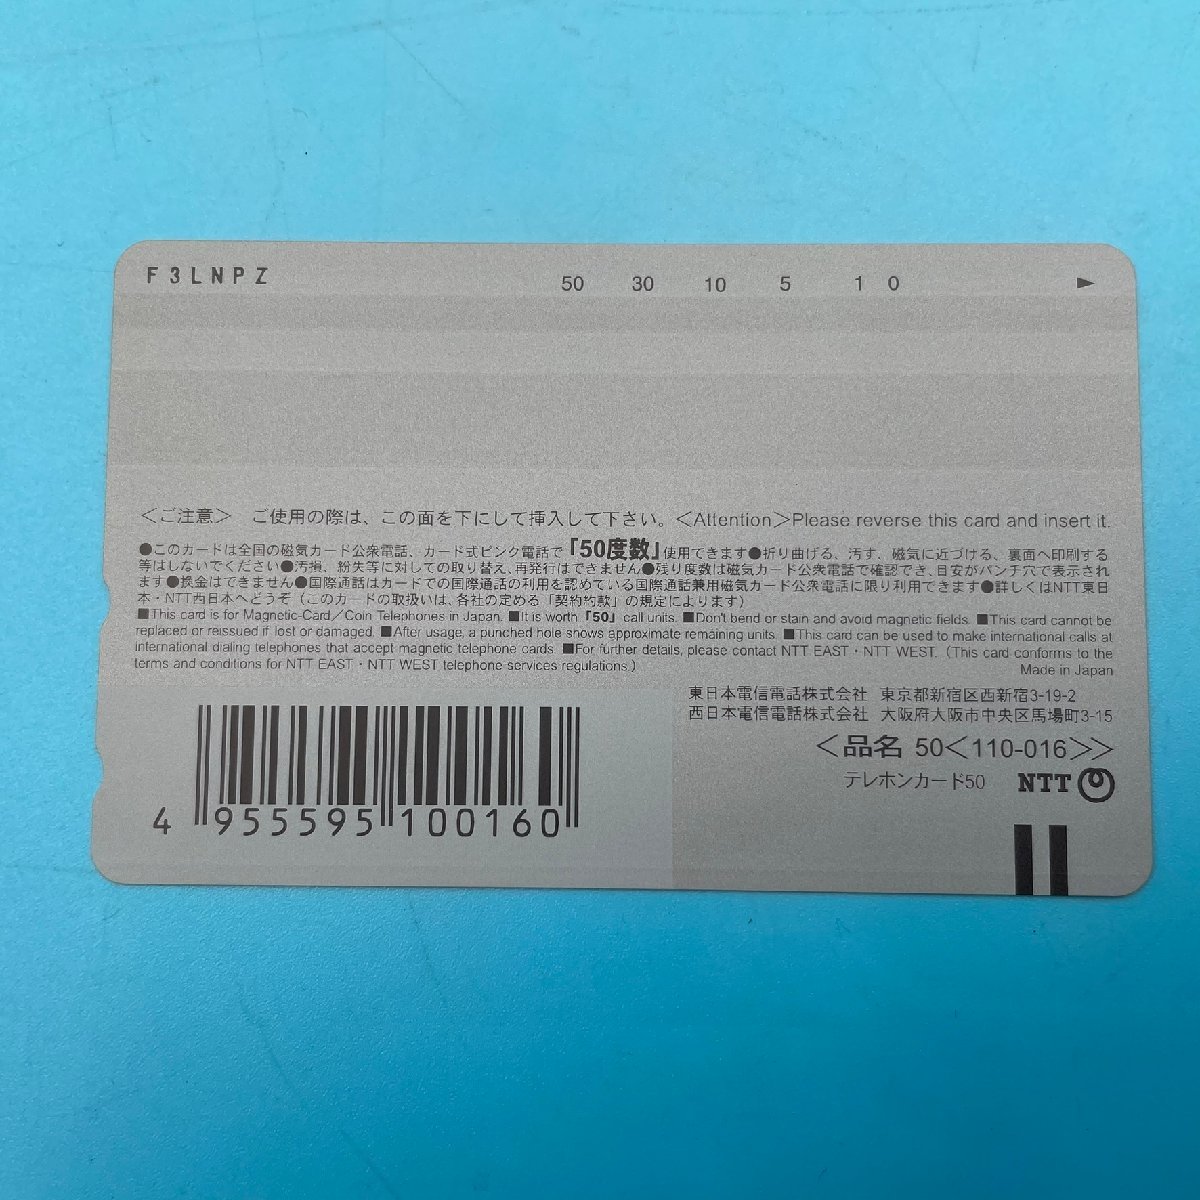 F3LNPZ
50 30 10 5 1 0 ►
＜ご注意＞ ご使用の際は、この面を下にして挿入して下さい。＜Attention＞Please reverse this card and insert it.
●このカードは全国の磁気カード公衆電話、カード式ピンク電話で「50度数」使用できます●折り曲げる、汚す、磁気に近づける、裏面へ印刷する
等はしないでください●汚損、紛失等に対しての取り替え、再発行はできません●残り度数は磁気カード公衆電話で確認でき、目安がパンチ穴で表示され
ます●換金はできません●国際通話はカードでの国際通話の利用を認めている国際通話兼用磁気カード公衆電話に限り利用できます●詳しくはNTT東日
本・NTT西日本へどうぞ（このカードの取扱いは、各社の定める「契約約款」の規定によります）
■This card is for Magnetic-Card／Coin Telephones in Japan. ■It is worth「50」call units. ■Don't bend or stain and avoid magnetic fields. ■This card cannot be
replaced or reissued if lost or damaged. ■After usage, a punched hole shows approximate remaining units. ■This card can be used to make international calls at
international dialing telephones that accept magnetic telephone cards. ■For further details, please contact NTT EAST・NTT WEST.（This card conforms to the
terms and conditions for NTT EAST・NTT WEST telephone services regulations.）
Made in Japan
東日本電信電話株式会社 東京都新宿区西新宿3-19-2
西日本電信電話株式会社 大阪府大阪市中央区馬場町3-15
＜品名 50＜110-016＞＞
テレホンカード50 NTT
4 955595 100160